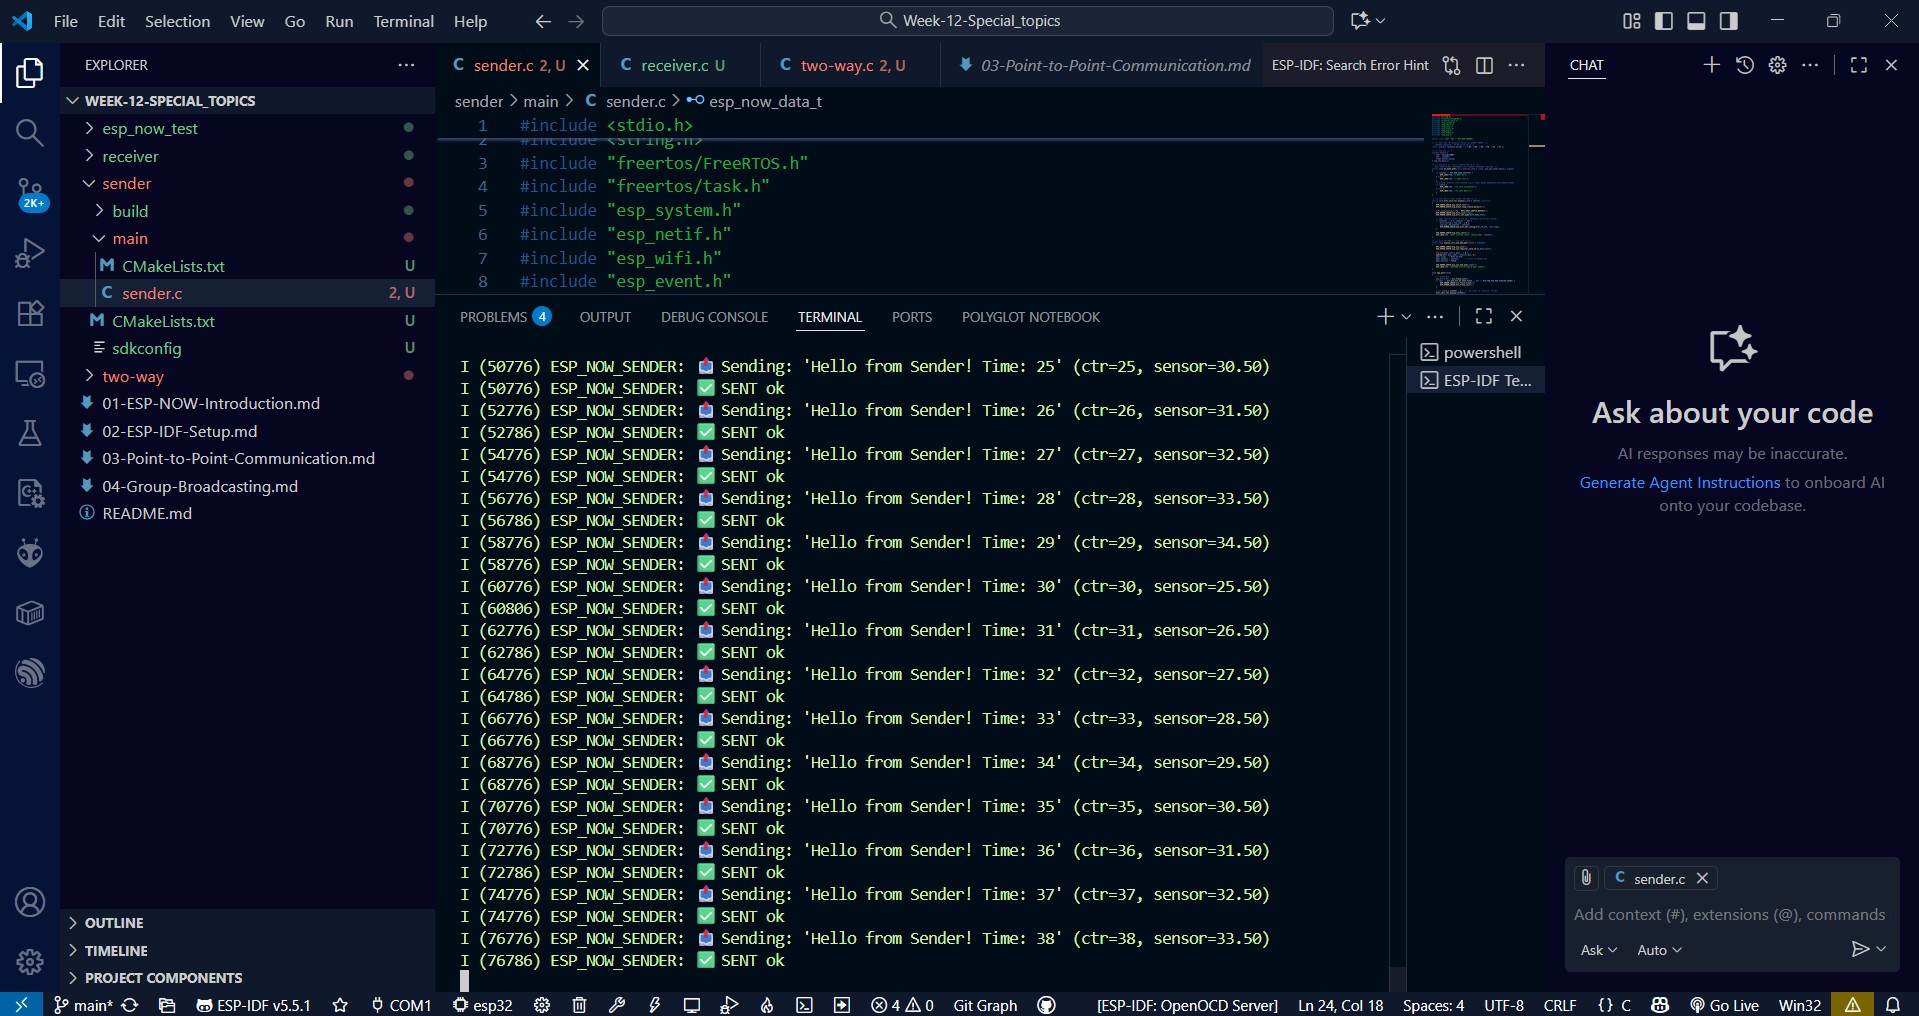 File Edit Selection View Go Run Terminal Help
Week-12-Special_topics
EXPLORER
WEEK-12-SPECIAL_TOPICS
esp_now_test
receiver
sender
build
main
CMakeLists.txt U
sender.c 2, U
CMakeLists.txt U
sdkconfig U
two-way
01-ESP-NOW-Introduction.md
02-ESP-IDF-Setup.md
03-Point-to-Point-Communication.md
04-Group-Broadcasting.md
README.md
2K+
OUTLINE
TIMELINE
PROJECT COMPONENTS
sender.c 2, U
receiver.c U
two-way.c 2, U
03-Point-to-Point-Communication.md
ESP-IDF: Search Error Hint
sender > main > C sender.c > esp_now_data_t
1 #include <stdio.h>
2 #include <string.h>
3 #include "freertos/FreeRTOS.h"
4 #include "freertos/task.h"
5 #include "esp_system.h"
6 #include "esp_netif.h"
7 #include "esp_wifi.h"
8 #include "esp_event.h"
PROBLEMS 4 OUTPUT DEBUG CONSOLE TERMINAL PORTS POLYGLOT NOTEBOOK
I (50776) ESP_NOW_SENDER: 📤 Sending: 'Hello from Sender! Time: 25' (ctr=25, sensor=30.50)
I (50776) ESP_NOW_SENDER: ✅ SENT ok
I (52776) ESP_NOW_SENDER: 📤 Sending: 'Hello from Sender! Time: 26' (ctr=26, sensor=31.50)
I (52786) ESP_NOW_SENDER: ✅ SENT ok
I (54776) ESP_NOW_SENDER: 📤 Sending: 'Hello from Sender! Time: 27' (ctr=27, sensor=32.50)
I (54776) ESP_NOW_SENDER: ✅ SENT ok
I (56776) ESP_NOW_SENDER: 📤 Sending: 'Hello from Sender! Time: 28' (ctr=28, sensor=33.50)
I (56786) ESP_NOW_SENDER: ✅ SENT ok
I (58776) ESP_NOW_SENDER: 📤 Sending: 'Hello from Sender! Time: 29' (ctr=29, sensor=34.50)
I (58776) ESP_NOW_SENDER: ✅ SENT ok
I (60776) ESP_NOW_SENDER: 📤 Sending: 'Hello from Sender! Time: 30' (ctr=30, sensor=25.50)
I (60806) ESP_NOW_SENDER: ✅ SENT ok
I (62776) ESP_NOW_SENDER: 📤 Sending: 'Hello from Sender! Time: 31' (ctr=31, sensor=26.50)
I (62786) ESP_NOW_SENDER: ✅ SENT ok
I (64776) ESP_NOW_SENDER: 📤 Sending: 'Hello from Sender! Time: 32' (ctr=32, sensor=27.50)
I (64786) ESP_NOW_SENDER: ✅ SENT ok
I (66776) ESP_NOW_SENDER: 📤 Sending: 'Hello from Sender! Time: 33' (ctr=33, sensor=28.50)
I (66776) ESP_NOW_SENDER: ✅ SENT ok
I (68776) ESP_NOW_SENDER: 📤 Sending: 'Hello from Sender! Time: 34' (ctr=34, sensor=29.50)
I (68776) ESP_NOW_SENDER: ✅ SENT ok
I (70776) ESP_NOW_SENDER: 📤 Sending: 'Hello from Sender! Time: 35' (ctr=35, sensor=30.50)
I (70776) ESP_NOW_SENDER: ✅ SENT ok
I (72776) ESP_NOW_SENDER: 📤 Sending: 'Hello from Sender! Time: 36' (ctr=36, sensor=31.50)
I (72786) ESP_NOW_SENDER: ✅ SENT ok
I (74776) ESP_NOW_SENDER: 📤 Sending: 'Hello from Sender! Time: 37' (ctr=37, sensor=32.50)
I (74776) ESP_NOW_SENDER: ✅ SENT ok
I (76776) ESP_NOW_SENDER: 📤 Sending: 'Hello from Sender! Time: 38' (ctr=38, sensor=33.50)
I (76786) ESP_NOW_SENDER: ✅ SENT ok
powershell
ESP-IDF Te...
CHAT
Ask about your code
AI responses may be inaccurate.
Generate Agent Instructions to onboard AI
onto your codebase.
C sender.c
Add context (#), extensions (@), commands
Ask Auto
main* ESP-IDF v5.5.1 COM1 esp32 4 0 Git Graph [ESP-IDF: OpenOCD Server] Ln 24, Col 18 Spaces: 4 UTF-8 CRLF {} C Go Live Win32